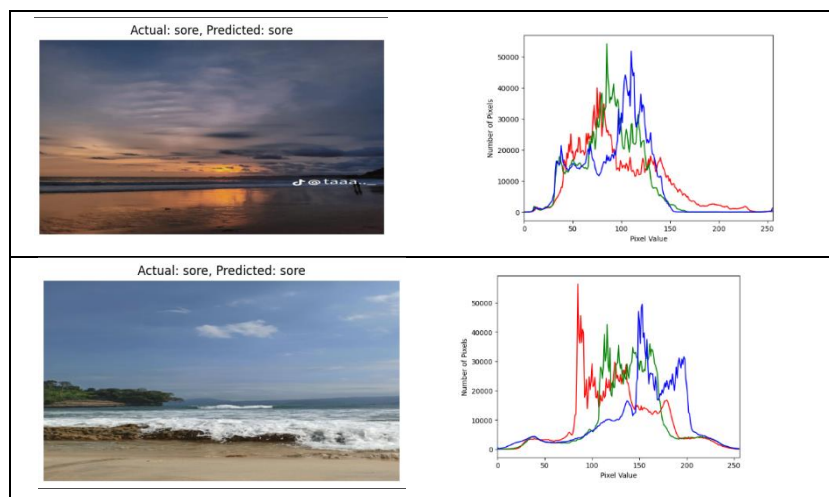 Actual: sore, Predicted: sore
@taaa..
Number of Pixels
50000
40000
30000
20000
10000
0
0 50 100 150 200 250
Pixel Value
Actual: sore, Predicted: sore
Number of Pixels
50000
40000
30000
20000
10000
0
0 50 100 150 200 250
Pixel Value